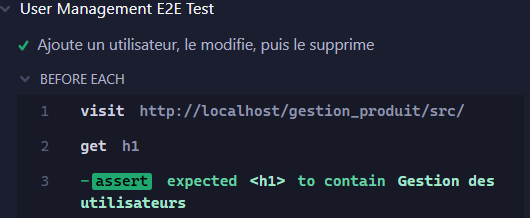 User Management E2E Test
Ajoute un utilisateur, le modifie, puis le supprime
BEFORE EACH
1 visit http://localhost/gestion_produit/src/
2 get h1
3 -assert expected <h1> to contain Gestion des
utilisateurs